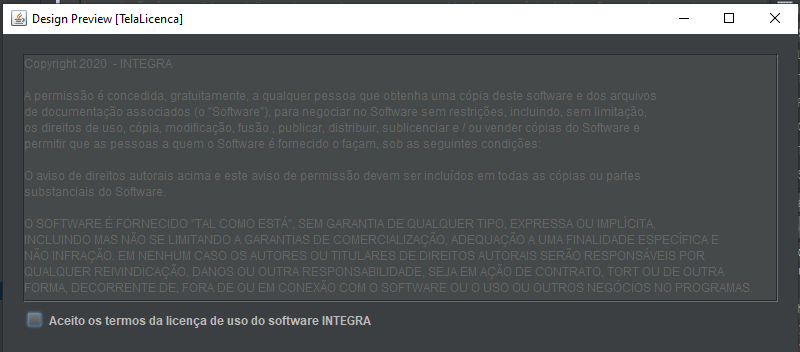 Design Preview [TelaLicenca]
Copyright 2020 - INTEGRA
A permissão é concedida, gratuitamente, a qualquer pessoa que obtenha uma cópia deste software e dos arquivos
de documentação associados (o "Software"), para negociar no Software sem restrições, incluindo, sem limitação,
os direitos de uso, cópia, modificação, fusão , publicar, distribuir, sublicenciar e / ou vender cópias do Software e
permitir que as pessoas a quem o Software é fornecido o façam, sob as seguintes condições:
O aviso de direitos autorais acima e este aviso de permissão devem ser incluídos em todas as cópias ou partes
substanciais do Software.
O SOFTWARE É FORNECIDO "TAL COMO ESTÁ", SEM GARANTIA DE QUALQUER TIPO, EXPRESSA OU IMPLÍCITA,
INCLUINDO MAS NÃO SE LIMITANDO A GARANTIAS DE COMERCIALIZAÇÃO, ADEQUAÇÃO A UMA FINALIDADE ESPECÍFICA E
NÃO INFRAÇÃO. EM NENHUM CASO OS AUTORES OU TITULARES DE DIREITOS AUTORAIS SERÃO RESPONSÁVEIS POR
QUALQUER REIVINDICAÇÃO, DANOS OU OUTRA RESPONSABILIDADE, SEJA EM AÇÃO DE CONTRATO, TORT OU DE OUTRA
FORMA, DECORRENTE DE, FORA DE OU EM CONEXÃO COM O SOFTWARE OU O USO OU OUTROS NEGÓCIOS NO PROGRAMAS.
Aceito os termos da licença de uso do software INTEGRA